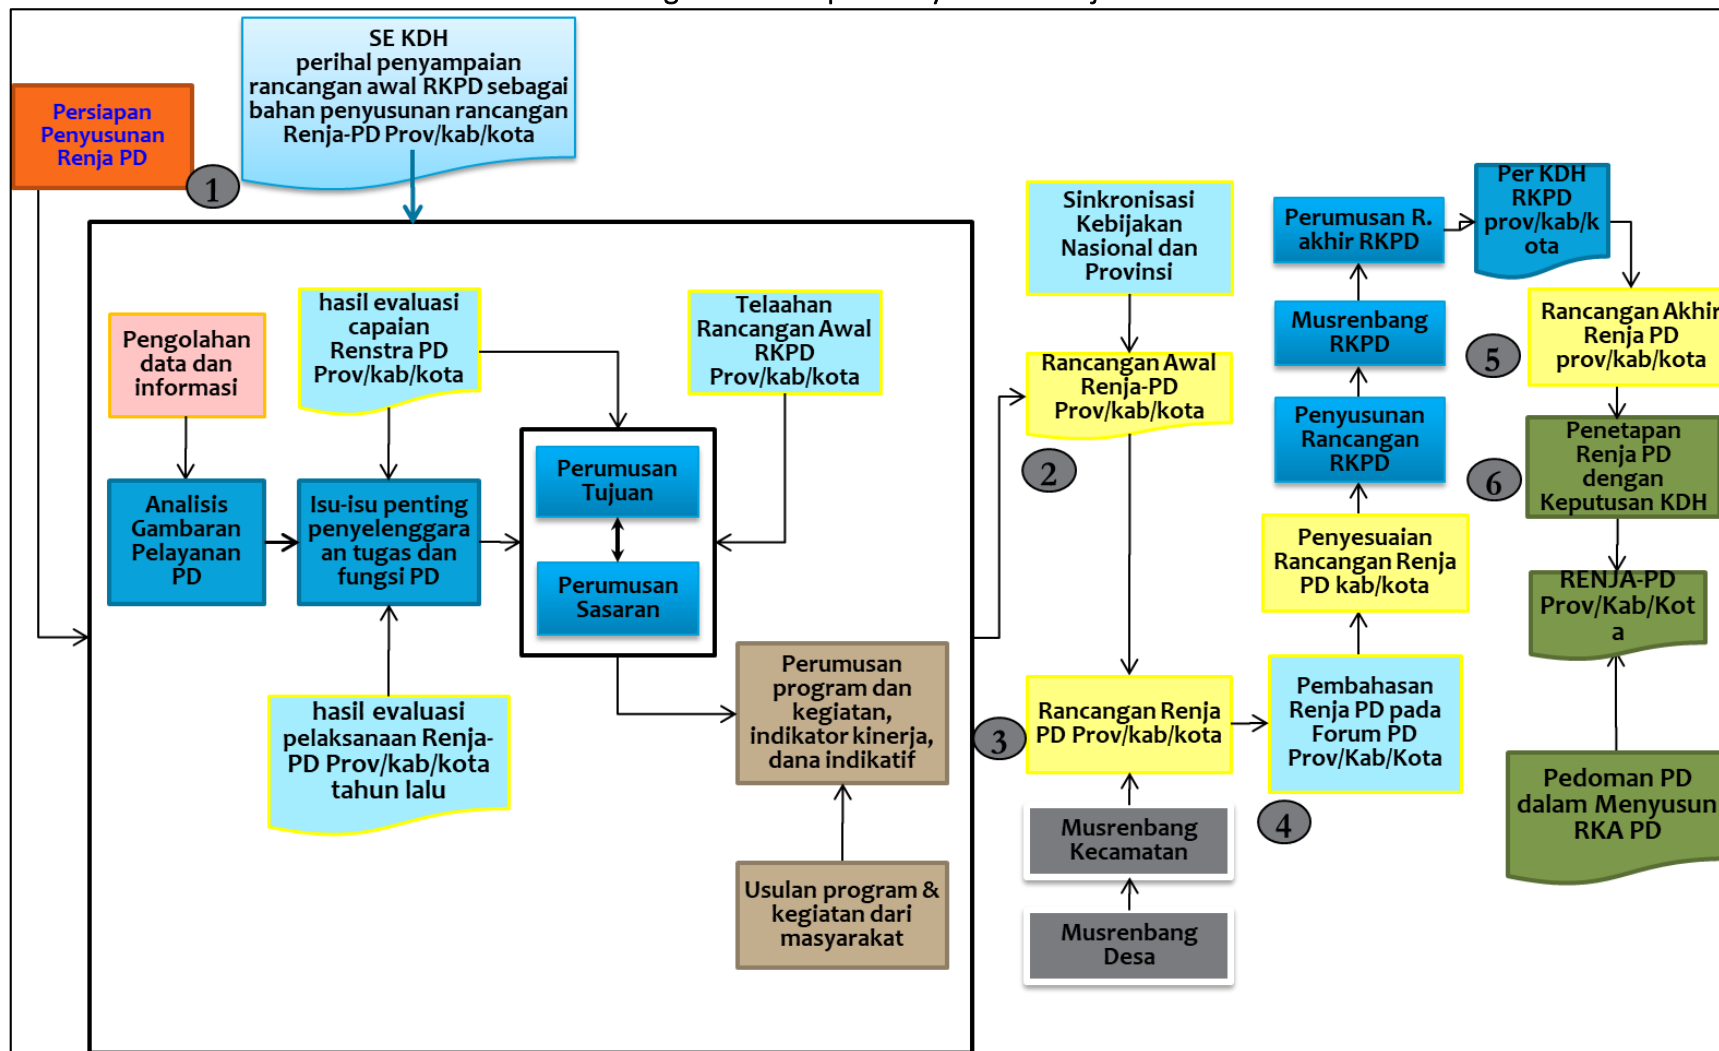 SE KDH
perihal penyampaian
rancangan awal RKPD sebagai
bahan penyusunan rancangan
Renja-PD Prov/kab/kota
Persiapan
Penyusunan
Renja PD
1
Pengolahan
data dan
informasi
hasil evaluasi
capaian
Renstra PD
Prov/kab/kota
Telaahan
Rancangan Awal
RKPD
Prov/kab/kota
Analisis
Gambaran
Pelayanan
PD
Isu-isu penting
penyelenggara
an tugas dan
fungsi PD
Perumusan
Tujuan
Perumusan
Sasaran
hasil evaluasi
pelaksanaan Renja-
PD Prov/kab/kota
tahun lalu
Perumusan
program dan
kegiatan,
indikator kinerja,
dana indikatif
Usulan program &
kegiatan dari
masyarakat
Sinkronisasi
Kebijakan
Nasional dan
Provinsi
Rancangan Awal
Renja-PD
Prov/kab/kota
2
3
Rancangan Renja
PD Prov/kab/kota
Musrenbang
Kecamatan
Musrenbang
Desa
4
Pembahasan
Renja PD pada
Forum PD
Prov/Kab/Kota
Penyesuaian
Rancangan Renja
PD kab/kota
Penyusunan
Rancangan
RKPD
Musrenbang
RKPD
Perumusan R.
akhir RKPD
Per KDH
RKPD
prov/kab/k
ota
5
Rancangan Akhir
Renja PD
prov/kab/kota
6
Penetapan
Renja PD
dengan
Keputusan KDH
RENJA-PD
Prov/Kab/Kot
a
Pedoman PD
dalam Menyusun
RKA PD